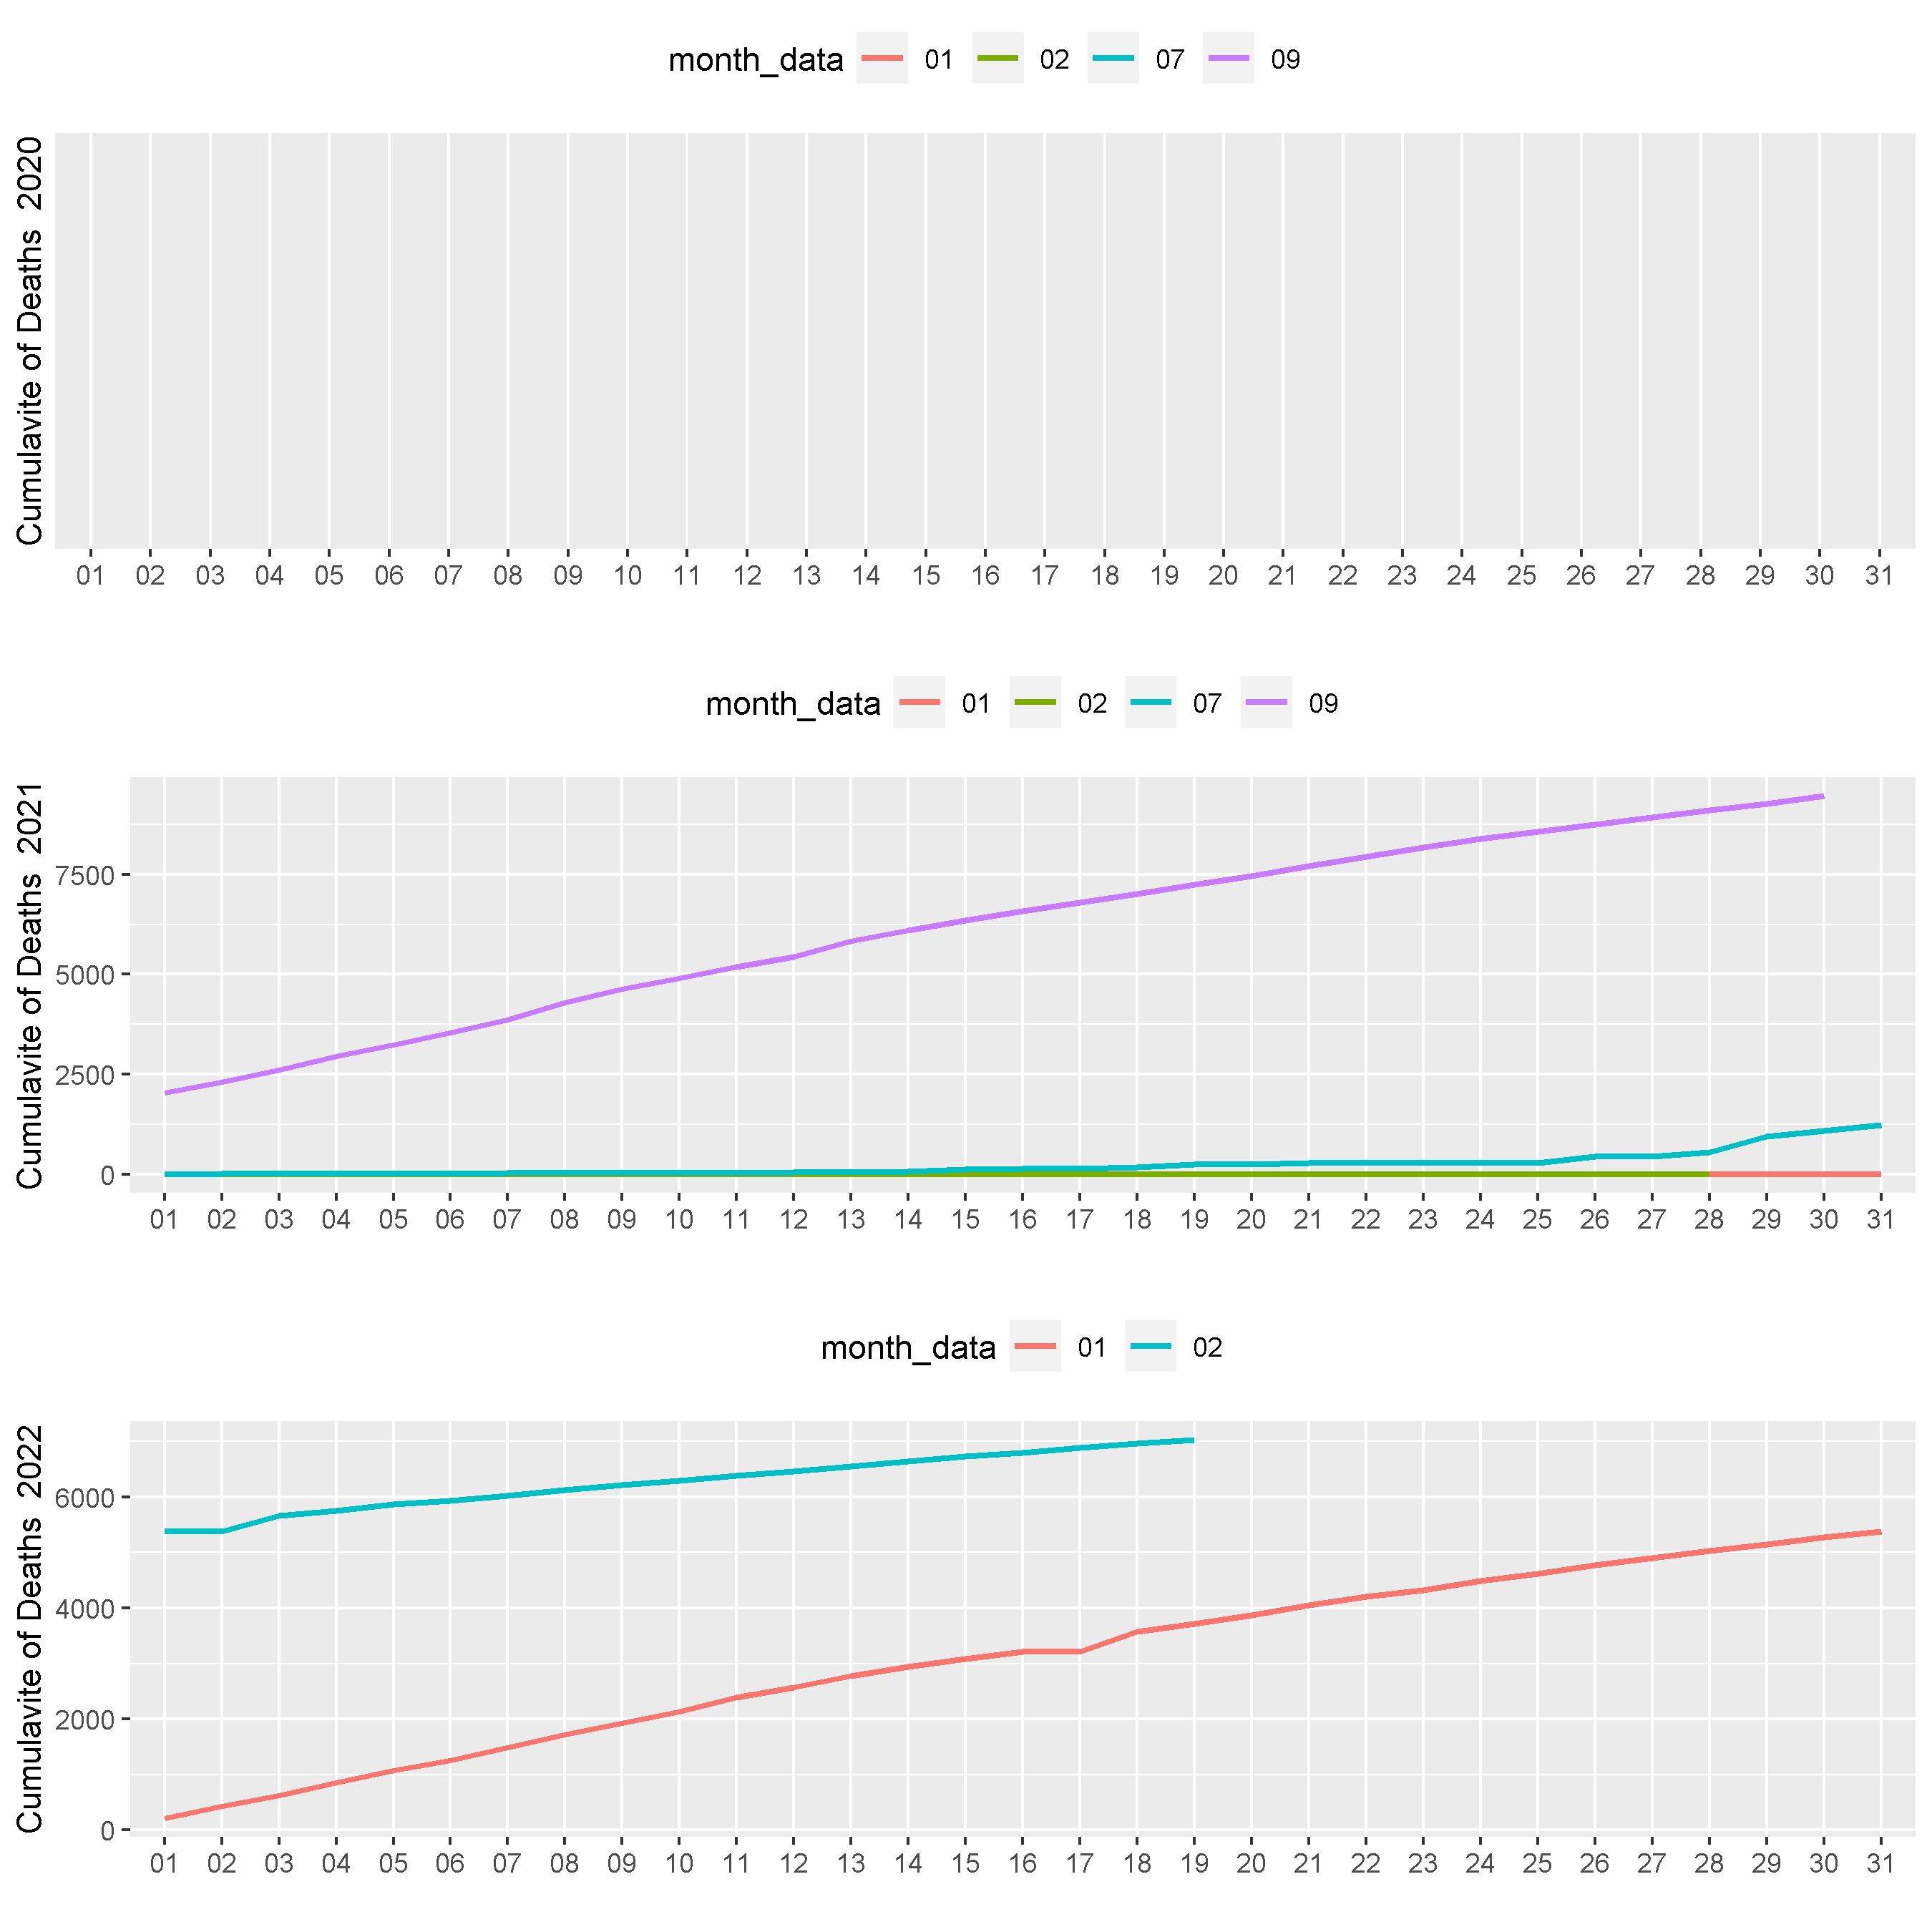 month_data 01 02 07 09
Cumulavite of Deaths 2020
01 02 03 04 05 06 07 08 09 10 11 12 13 14 15 16 17 18 19 20 21 22 23 24 25 26 27 28 29 30 31
month_data 01 02 07 09
Cumulavite of Deaths 2021
7500
5000
2500
0
01 02 03 04 05 06 07 08 09 10 11 12 13 14 15 16 17 18 19 20 21 22 23 24 25 26 27 28 29 30 31
month_data 01 02
Cumulavite of Deaths 2022
6000
4000
2000
0
01 02 03 04 05 06 07 08 09 10 11 12 13 14 15 16 17 18 19 20 21 22 23 24 25 26 27 28 29 30 31